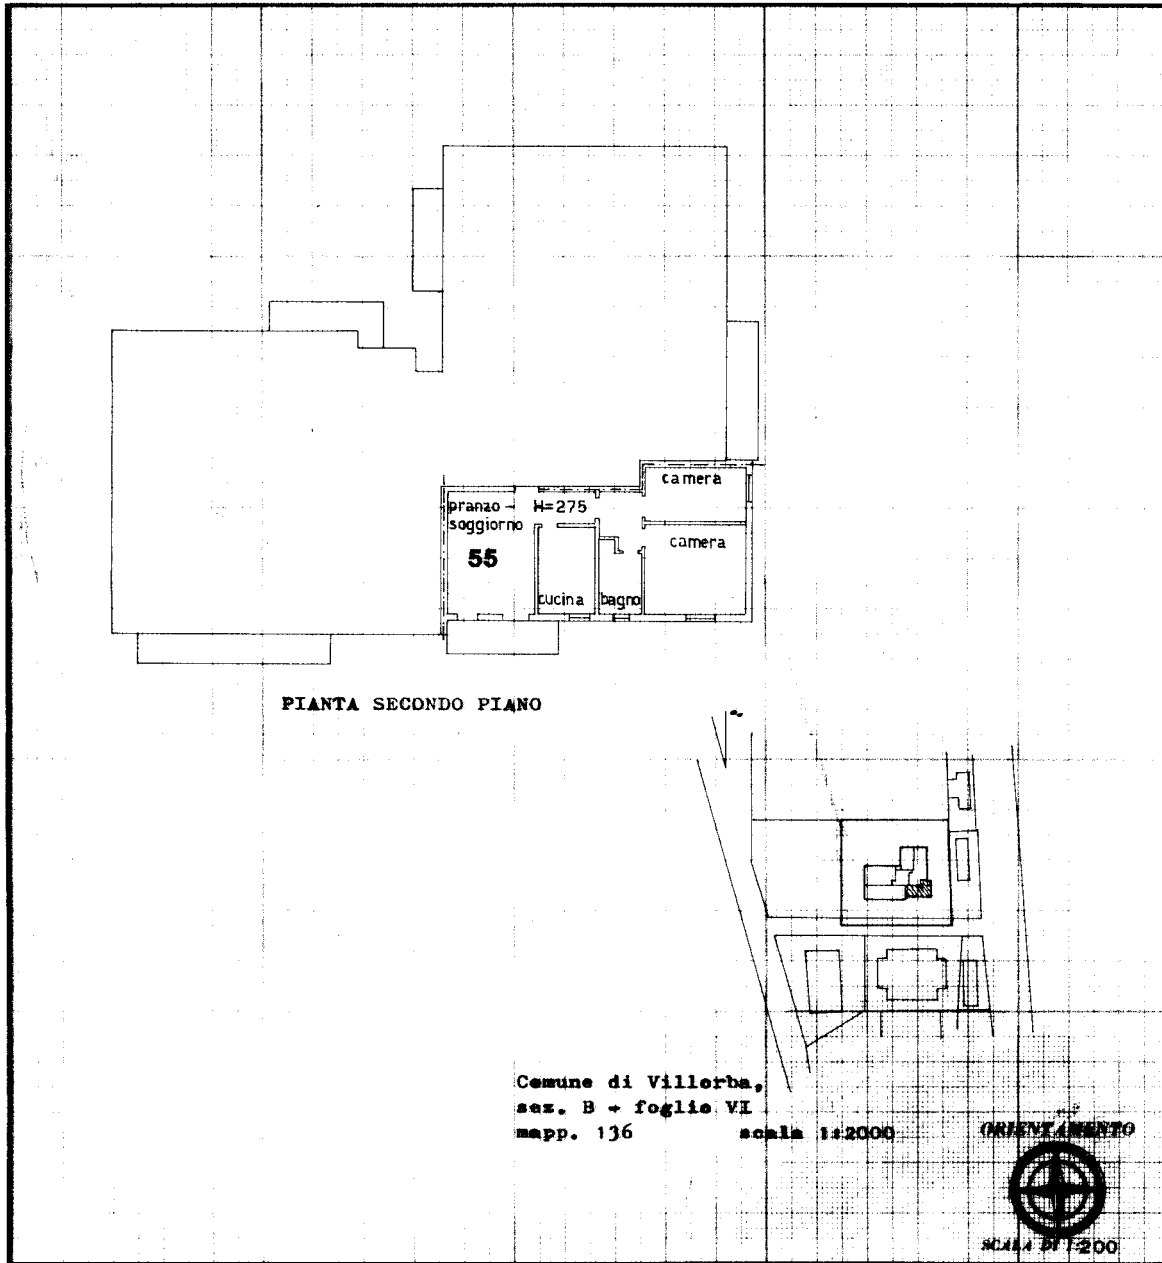 camera
pranzo - H=275
soggiorno
camera
55
cucina
bagno
PIANTA SECONDO PIANO
Comune di Villorba,
sez. B + foglio VI
mapp. 136 scala 1:2000
ORIENTAMENTO
SCALA DI 1:200